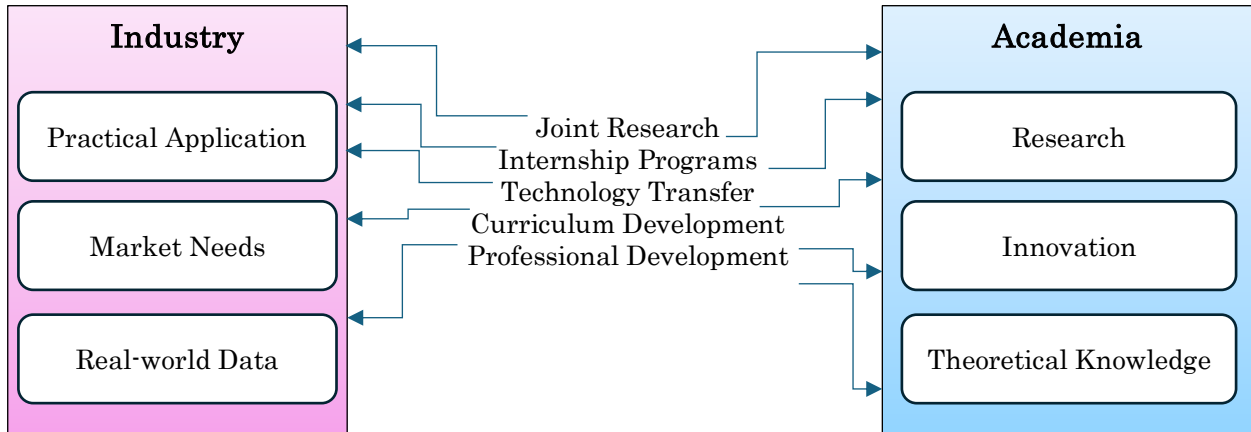 Industry
Practical Application
Market Needs
Real-world Data
Joint Research
Internship Programs
Technology Transfer
Curriculum Development
Professional Development
Academia
Research
Innovation
Theoretical Knowledge